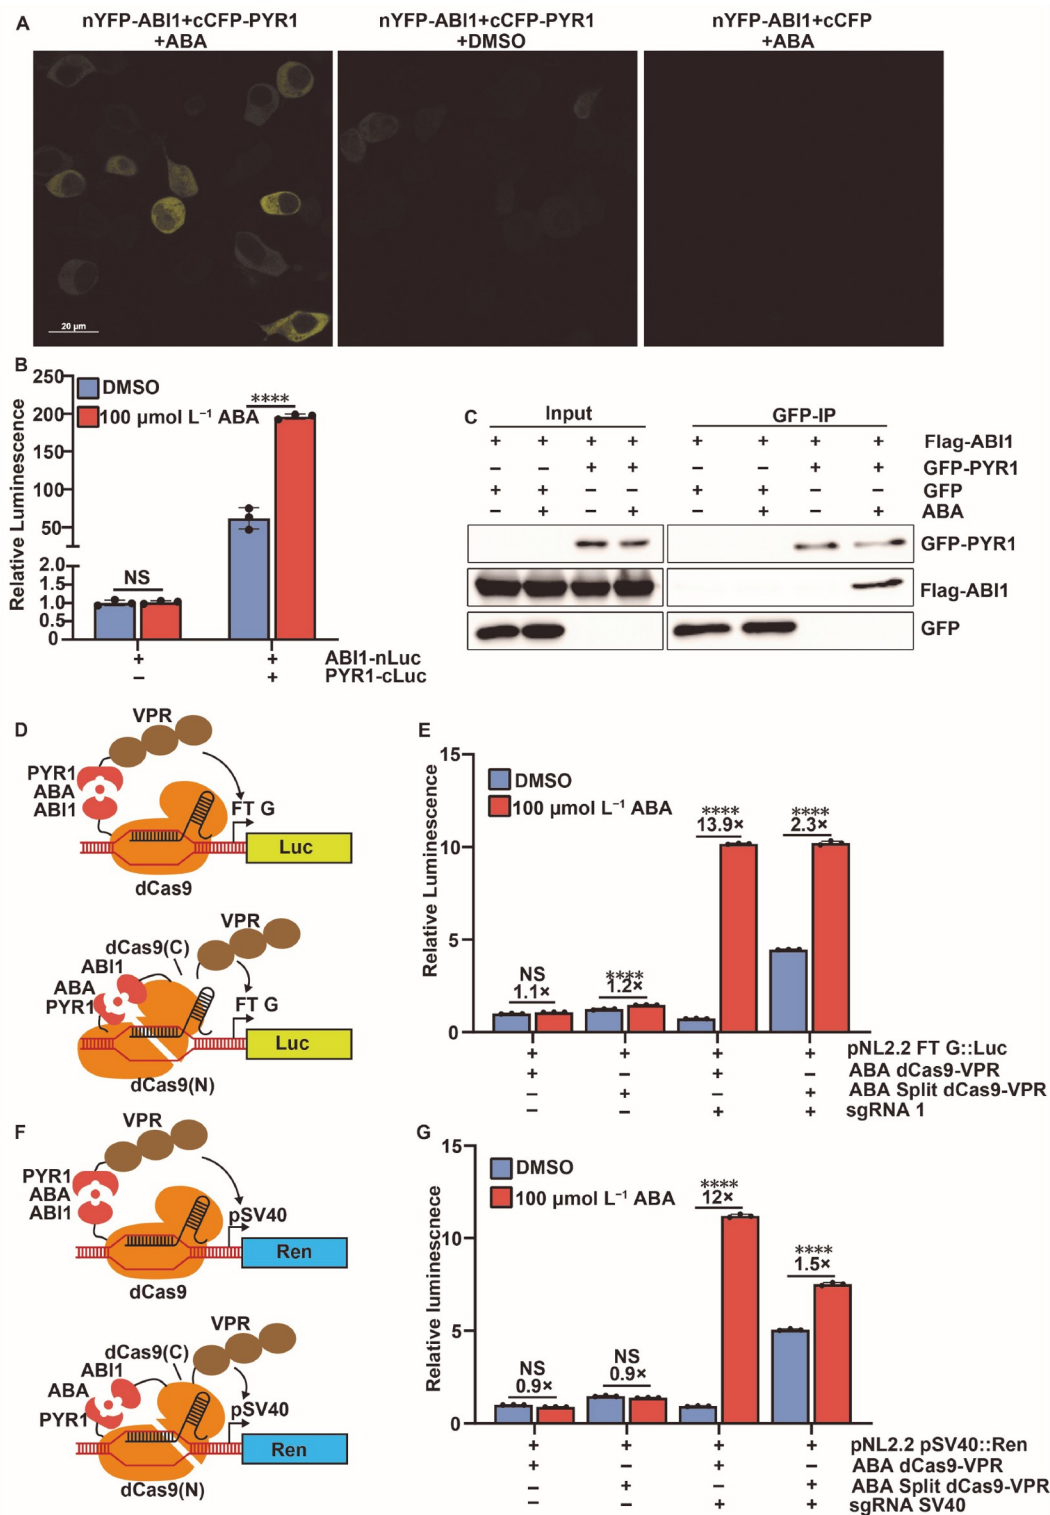 A
nYFP-ABI1+cCFP-PYR1
+ABA
nYFP-ABI1+cCFP-PYR1
+DMSO
nYFP-ABI1+cCFP
+ABA
20 μm
B
Relative Luminescence
250
200
150
100
50
2.0
1.5
1.0
0.5
0
DMSO
100 μmol L⁻¹ ABA
NS
****
+ + ABI1-nLuc
− + PYR1-cLuc
C
Input GFP-IP
+ + + + + + + + Flag-ABI1
− − + + − − + + GFP-PYR1
+ + − − + + − − GFP
− + − + − + − + ABA
GFP-PYR1
Flag-ABI1
GFP
D
VPR
PYR1
ABA
ABI1
FT G
Luc
dCas9
VPR
dCas9(C)
ABI1
ABA
PYR1
FT G
Luc
dCas9(N)
E
Relative Luminescence
15
10
5
0
DMSO
100 μmol L⁻¹ ABA
NS
1.1×
****
1.2×
****
13.9×
****
2.3×
+ + + + pNL2.2 FT G::Luc
+ − + − ABA dCas9-VPR
− + − + ABA Split dCas9-VPR
− − + + sgRNA 1
F
VPR
PYR1
ABA
ABI1
pSV40
Ren
dCas9
VPR
dCas9(C)
ABI1
ABA
PYR1
pSV40
Ren
dCas9(N)
G
Relative luminescnece
15
10
5
0
DMSO
100 μmol L⁻¹ ABA
NS
0.9×
NS
0.9×
****
12×
****
1.5×
+ + + + pNL2.2 pSV40::Ren
+ − + − ABA dCas9-VPR
− + − + ABA Split dCas9-VPR
− − + + sgRNA SV40